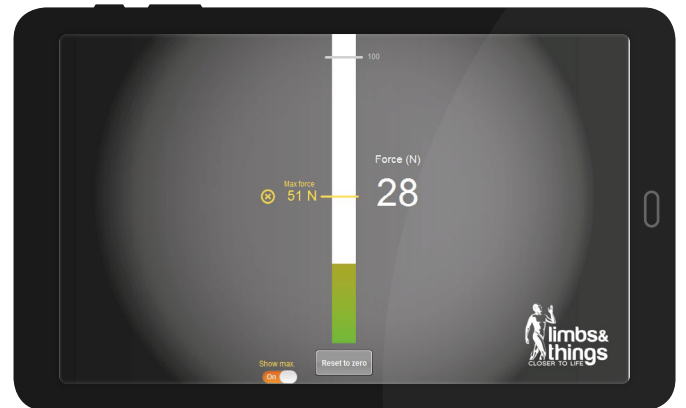 100
Force (N)
28
Max force
51 N
Show max.
On
Reset to zero
limbs&
things
CLOSER TO LIFE